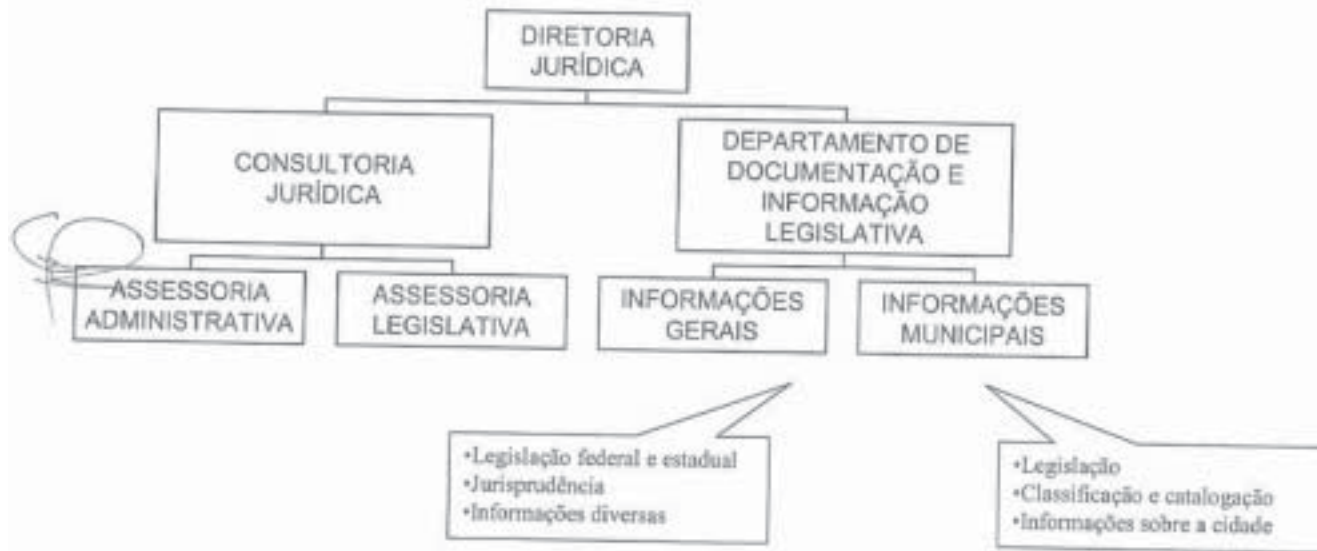 DIRETORIA
JURÍDICA
CONSULTORIA
JURÍDICA
DEPARTAMENTO DE
DOCUMENTAÇÃO E
INFORMAÇÃO
LEGISLATIVA
ASSESSORIA
ADMINISTRATIVA
ASSESSORIA
LEGISLATIVA
INFORMAÇÕES
GERAIS
INFORMAÇÕES
MUNICIPAIS
•Legislação federal e estadual
•Jurisprudência
•Informações diversas
•Legislação
•Classificação e catalogação
•Informações sobre a cidade